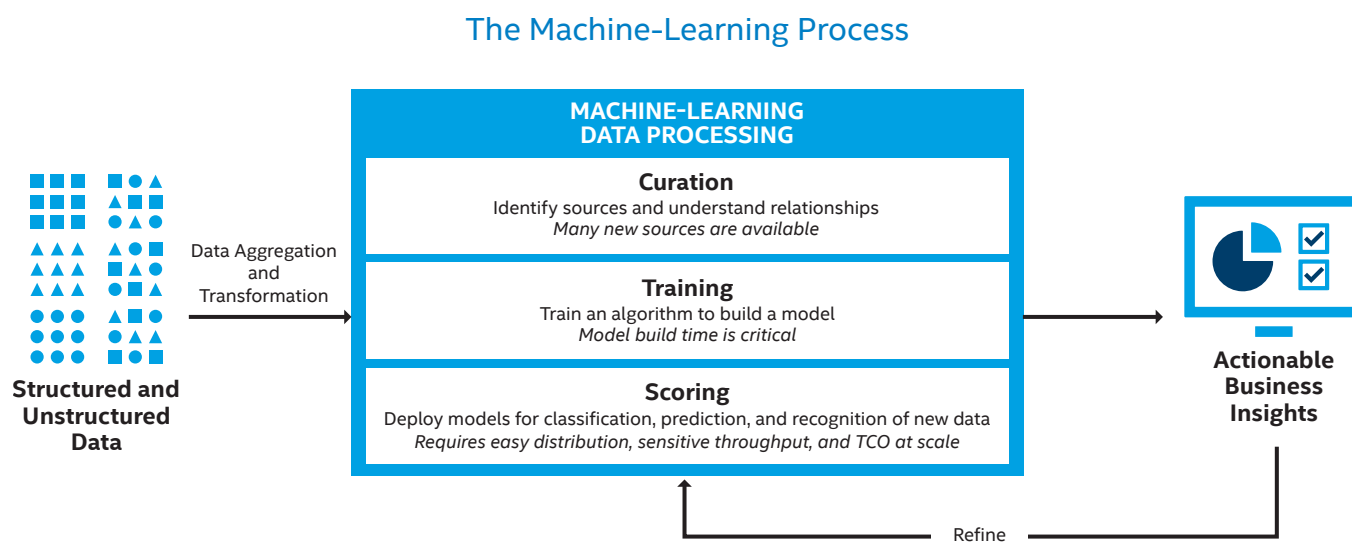 The Machine-Learning Process
MACHINE-LEARNING
DATA PROCESSING
Curation
Identify sources and understand relationships
Many new sources are available
Data Aggregation
and
Transformation
Training
Train an algorithm to build a model
Model build time is critical
Scoring
Deploy models for classification, prediction, and recognition of new data
Requires easy distribution, sensitive throughput, and TCO at scale
Structured and
Unstructured
Data
Actionable
Business
Insights
Refine